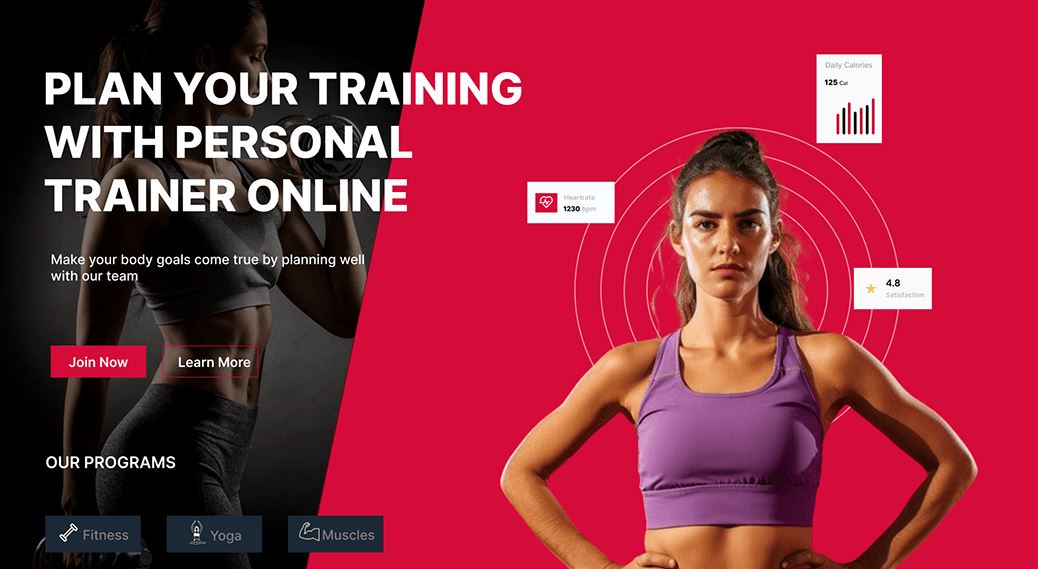 PLAN YOUR TRAINING
WITH PERSONAL
TRAINER ONLINE
Make your body goals come true by planning well
with our team
Join Now
Learn More
OUR PROGRAMS
Fitness
Yoga
Muscles
Daily Calories
125 Cal
Heartrate
1230 bpm
4.8
Satisfaction